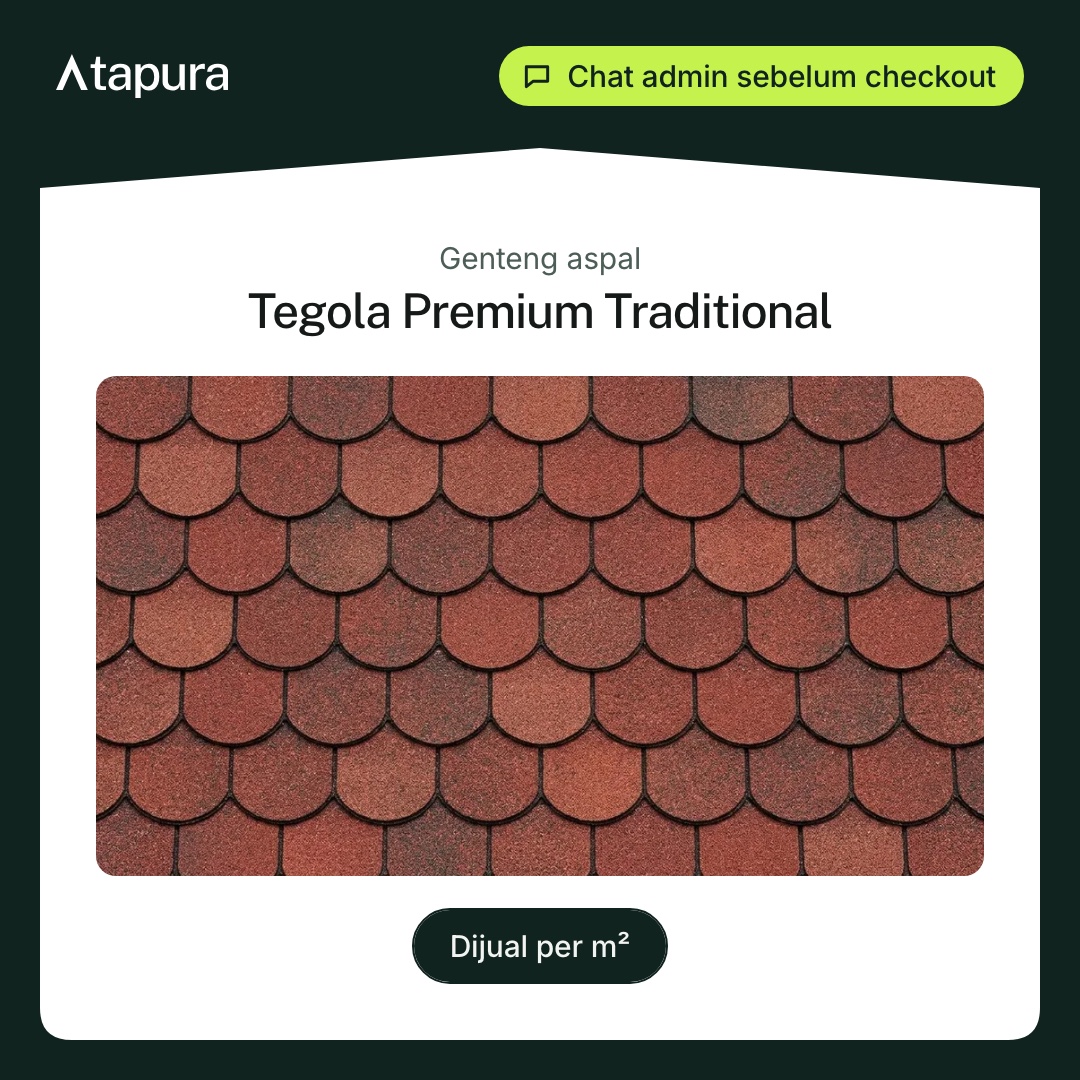 Atapura
Chat admin sebelum checkout
Genteng aspal
Tegola Premium Traditional
Dijual per m²